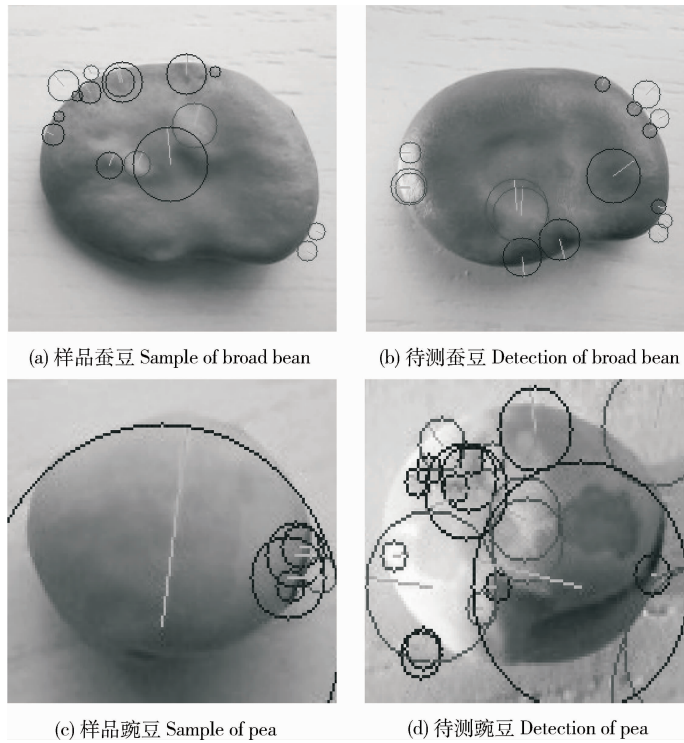 (a) 样品蚕豆 Sample of broad bean
(b) 待测蚕豆 Detection of broad bean
(c) 样品豌豆 Sample of pea
(d) 待测豌豆 Detection of pea